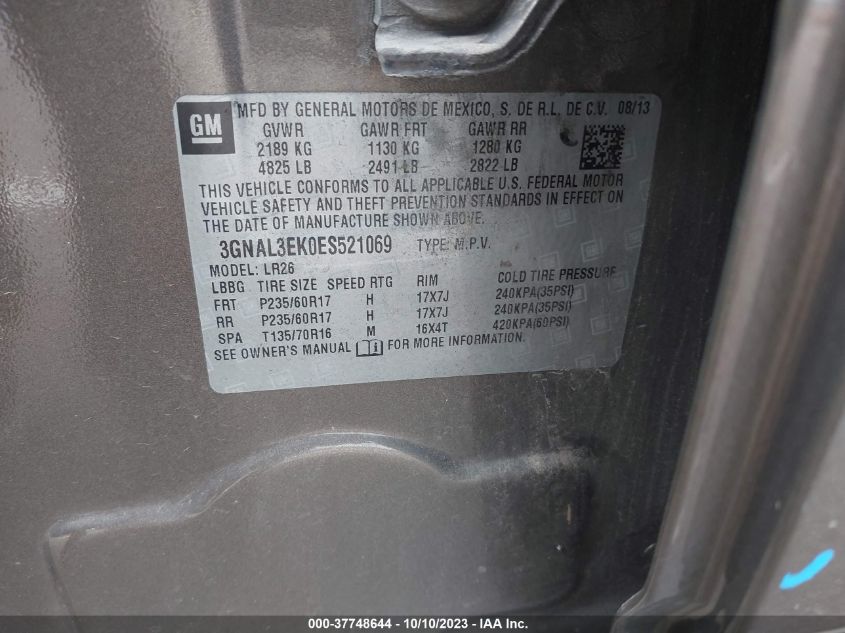 GM
MFD BY GENERAL MOTORS DE MEXICO, S. DE R.L. DE C.V. 08/13
GVWR GAWR FRT GAWR RR
2189 KG 1130 KG 1280 KG
4825 LB 2491 LB 2822 LB
THIS VEHICLE CONFORMS TO ALL APPLICABLE U.S. FEDERAL MOTOR
VEHICLE SAFETY AND THEFT PREVENTION STANDARDS IN EFFECT ON
THE DATE OF MANUFACTURE SHOWN ABOVE.
3GNAL3EK0ES521069 TYPE: M.P.V.
MODEL: LR26
LBBG TIRE SIZE SPEED RTG RIM COLD TIRE PRESSURE
FRT P235/60R17 H 17X7J 240KPA(35PSI)
RR P235/60R17 H 17X7J 240KPA(35PSI)
SPA T135/70R16 M 16X4T 420KPA(60PSI)
SEE OWNER'S MANUAL FOR MORE INFORMATION.
000-37748644 - 10/10/2023 - IAA Inc.